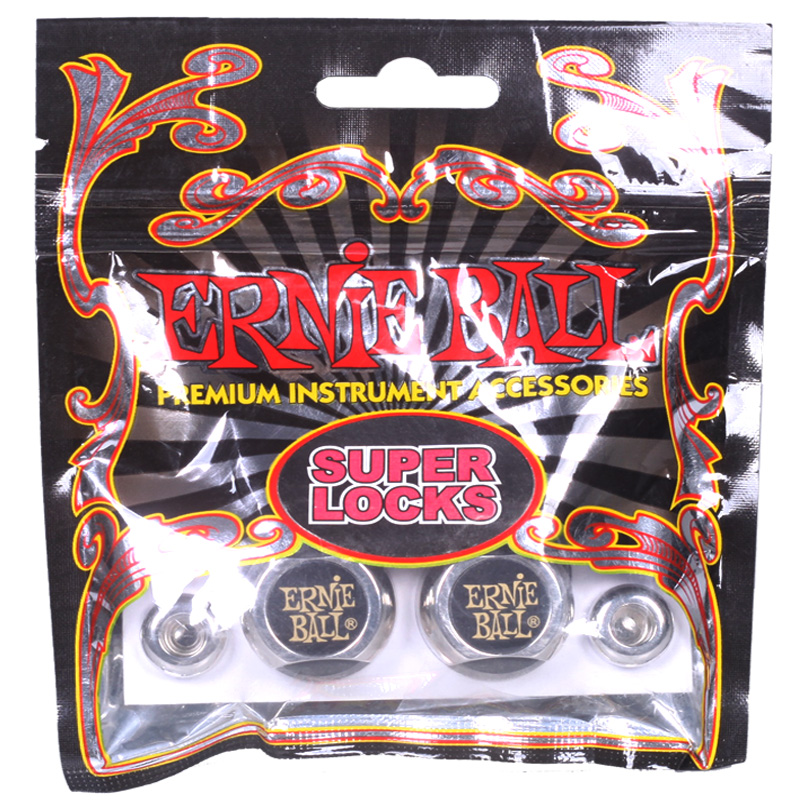 ERNiE BALL
PREMIUM INSTRUMENT ACCESSORIES
SUPER
LOCKS
ERNiE
BALL®
ERNiE
BALL®